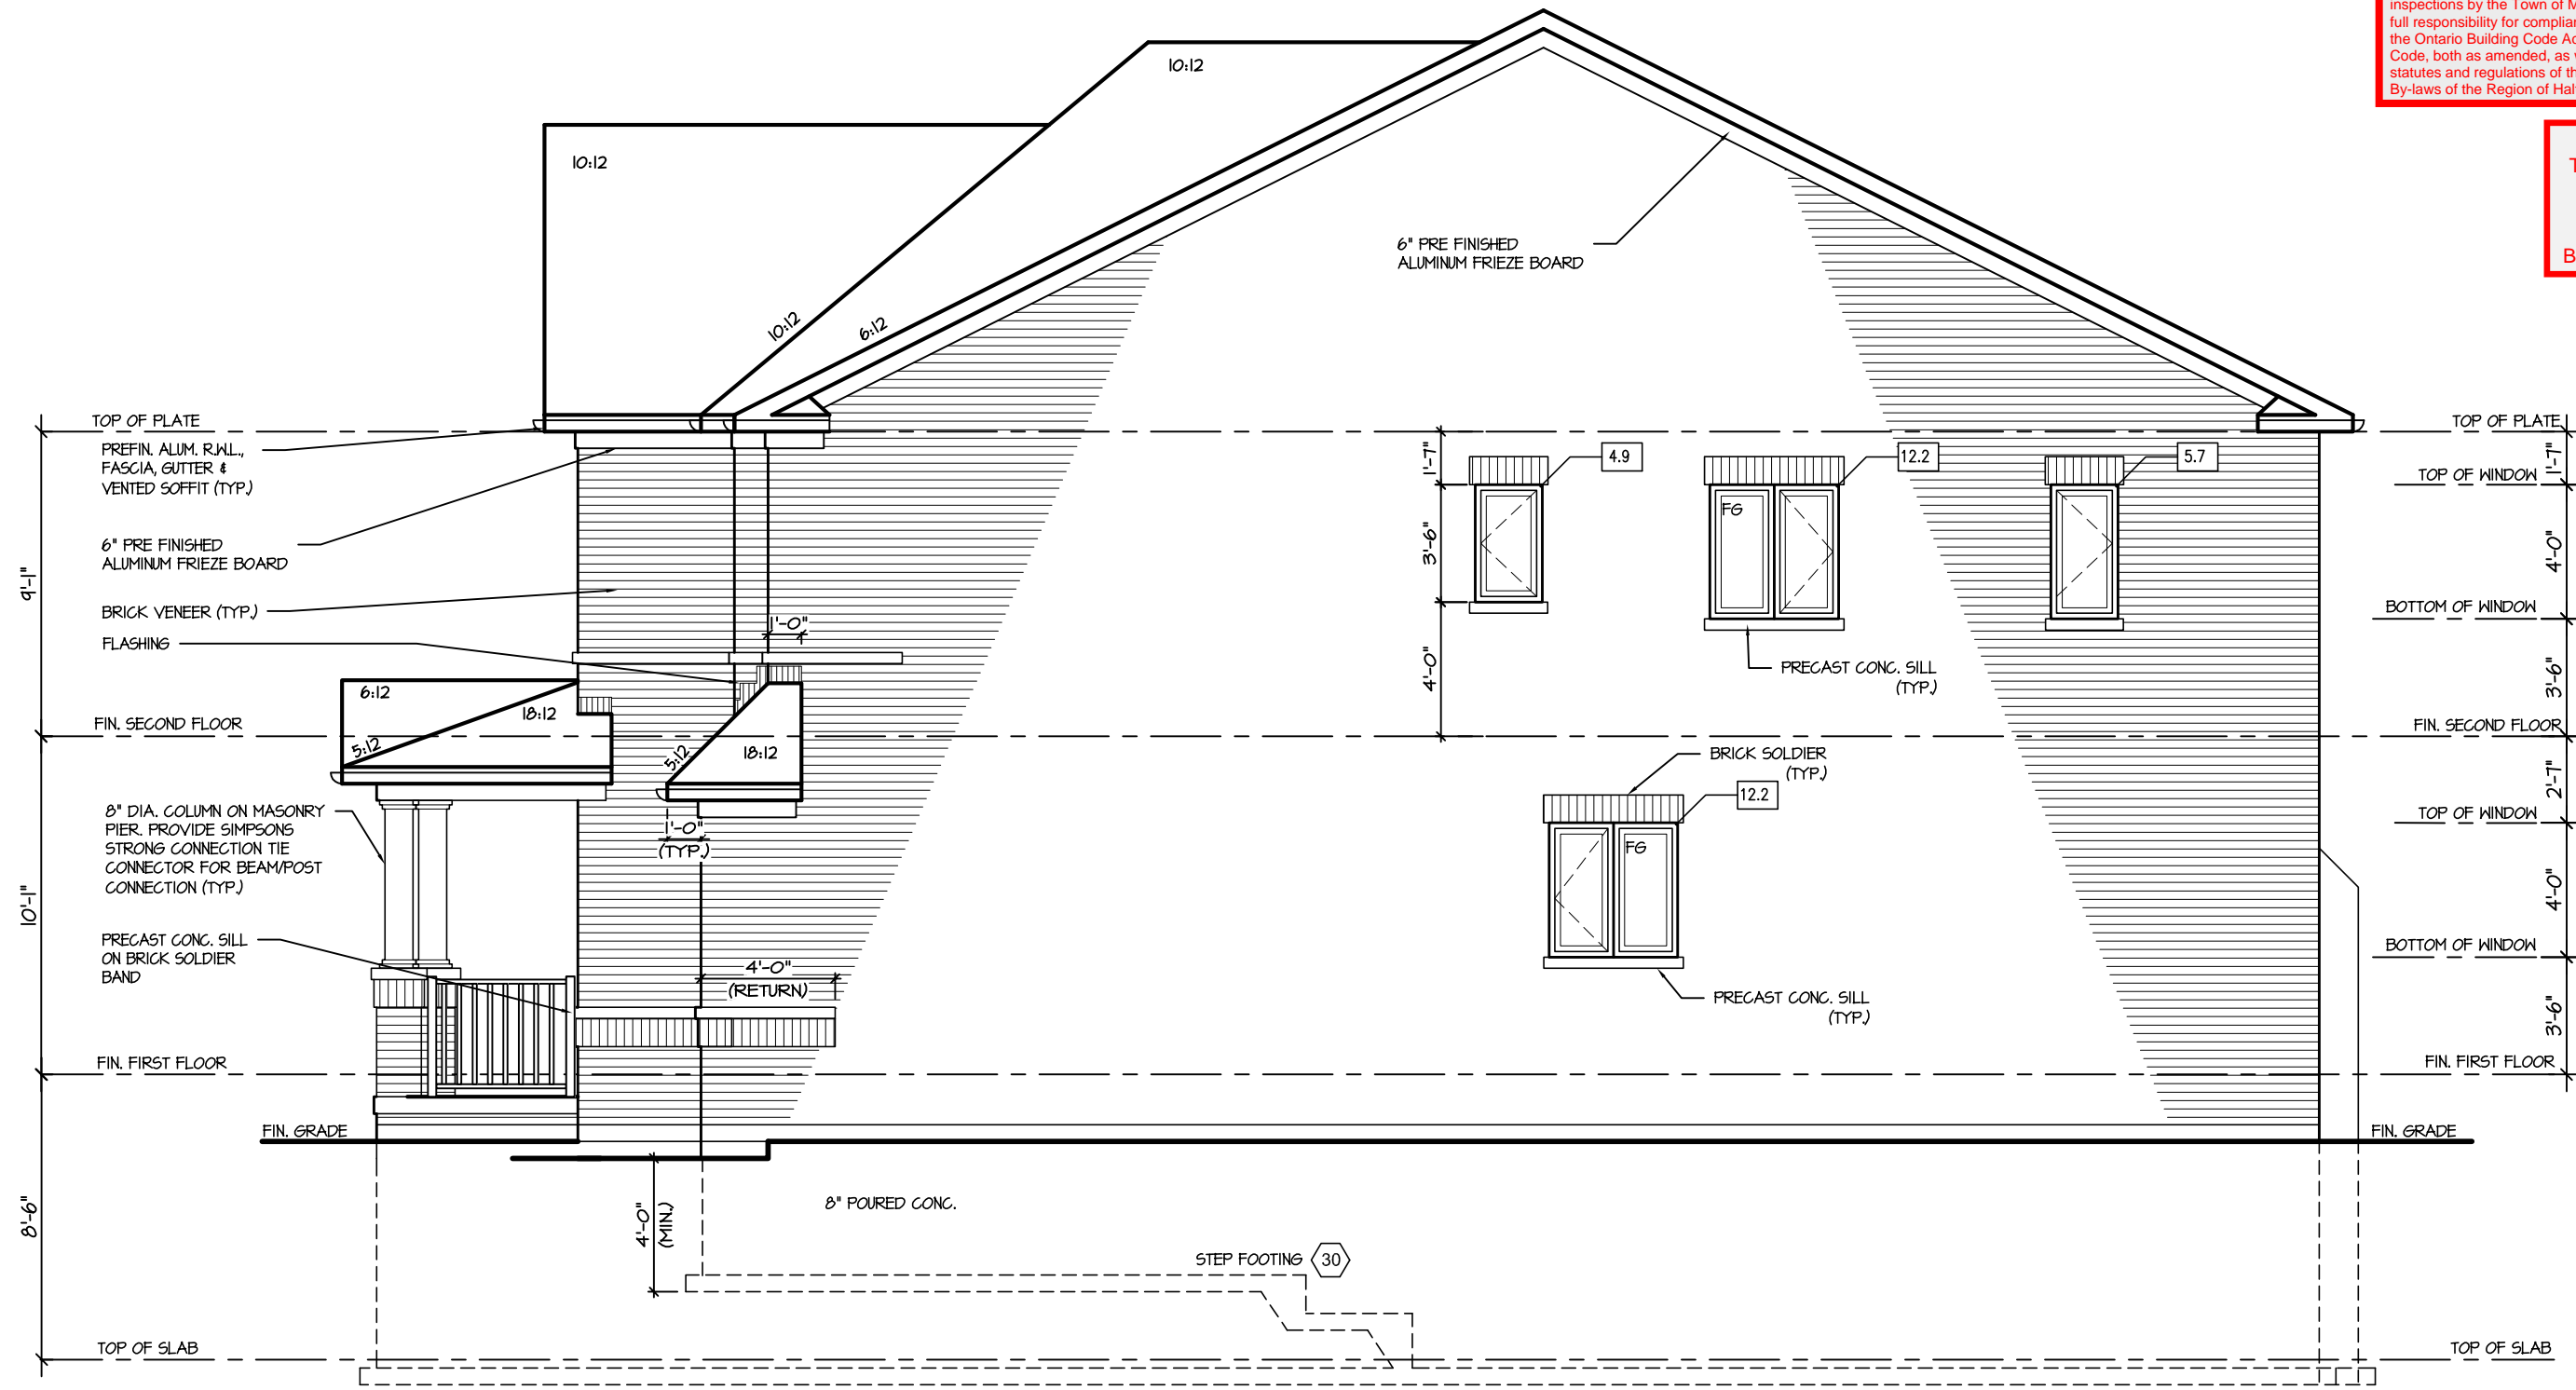 inspections by the Town of M
full responsibility for complian
the Ontario Building Code Ac
Code, both as amended, as w
statutes and regulations of th
By-laws of the Region of Hal
T
B
10:12
10:12
10:12
6:12
6" PRE FINISHED
ALUMINUM FRIEZE BOARD
TOP OF PLATE
PREFIN. ALUM. R.W.L.,
FASCIA, GUTTER &
VENTED SOFFIT (TYP.)
6" PRE FINISHED
ALUMINUM FRIEZE BOARD
BRICK VENEER (TYP.)
FLASHING
9'-1"
1'-0"
6:12
18:12
5:12
FIN. SECOND FLOOR
5:12
18:12
8" DIA. COLUMN ON MASONRY
PIER. PROVIDE SIMPSONS
STRONG CONNECTION TIE
CONNECTOR FOR BEAM/POST
CONNECTION (TYP.)
1'-0"
(TYP.)
10'-1"
PRECAST CONC. SILL
ON BRICK SOLDIER
BAND
4'-0"
(RETURN)
FIN. FIRST FLOOR
FIN. GRADE
8'-6"
4'-0"
(MIN.)
8" POURED CONC.
STEP FOOTING 30
TOP OF SLAB
1'-7"
3'-6"
4'-0"
4.9
12.2
5.7
FG
PRECAST CONC. SILL
(TYP.)
BRICK SOLDIER
(TYP.)
12.2
FG
PRECAST CONC. SILL
(TYP.)
TOP OF PLATE
1'-7"
TOP OF WINDOW
4'-0"
BOTTOM OF WINDOW
3'-6"
FIN. SECOND FLOOR
2'-7"
TOP OF WINDOW
4'-0"
BOTTOM OF WINDOW
3'-6"
FIN. FIRST FLOOR
FIN. GRADE
TOP OF SLAB